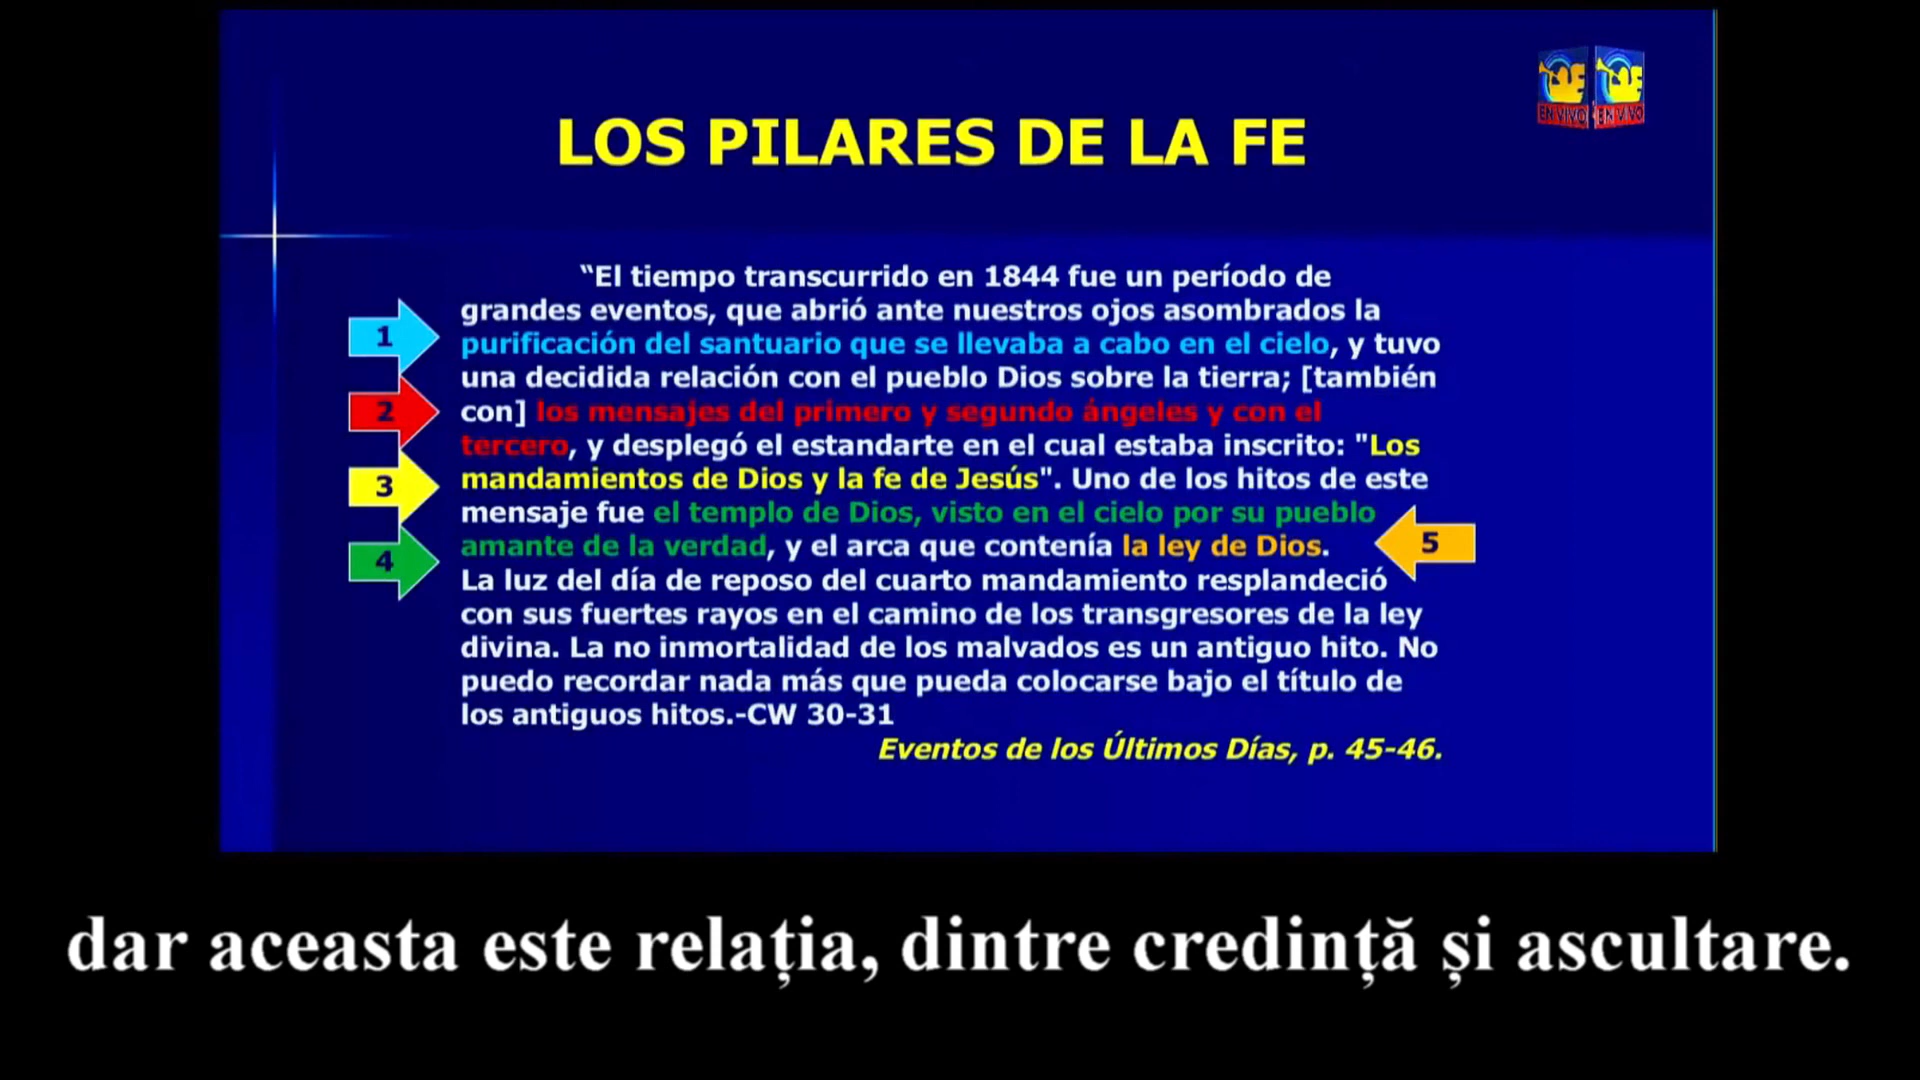 EN VIVO EN VIVO
LOS PILARES DE LA FE
“El tiempo transcurrido en 1844 fue un período de
grandes eventos, que abrió ante nuestros ojos asombrados la
1
purificación del santuario que se llevaba a cabo en el cielo, y tuvo
una decidida relación con el pueblo Dios sobre la tierra; [también
2
con] los mensajes del primero y segundo ángeles y con el
tercero, y desplegó el estandarte en el cual estaba inscrito: "Los
3
mandamientos de Dios y la fe de Jesús". Uno de los hitos de este
mensaje fue el templo de Dios, visto en el cielo por su pueblo
4
amante de la verdad, y el arca que contenía la ley de Dios.
5
La luz del día de reposo del cuarto mandamiento resplandeció
con sus fuertes rayos en el camino de los transgresores de la ley
divina. La no inmortalidad de los malvados es un antiguo hito. No
puedo recordar nada más que pueda colocarse bajo el título de
los antiguos hitos.-CW 30-31
Eventos de los Últimos Días, p. 45-46.
dar aceasta este relația, dintre credință și ascultare.